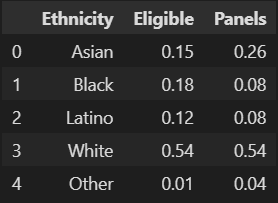 Ethnicity Eligible Panels
0 Asian 0.15 0.26
1 Black 0.18 0.08
2 Latino 0.12 0.08
3 White 0.54 0.54
4 Other 0.01 0.04